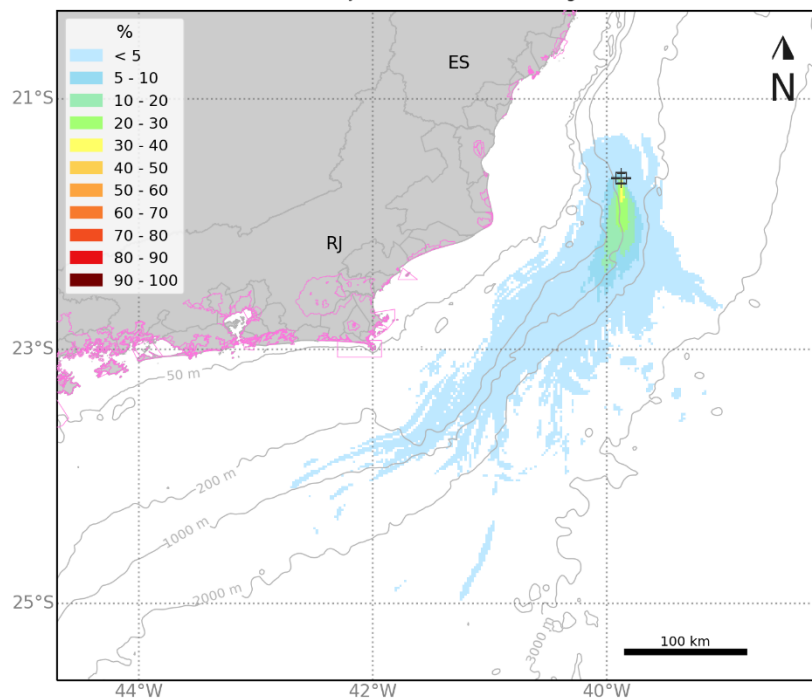 %
< 5
5 - 10
10 - 20
20 - 30
30 - 40
40 - 50
50 - 60
60 - 70
70 - 80
80 - 90
90 - 100
ES
RJ
N
21°S
23°S
25°S
50 m
200 m
1000 m
2000 m
3000 m
100 km
44°W
42°W
40°W